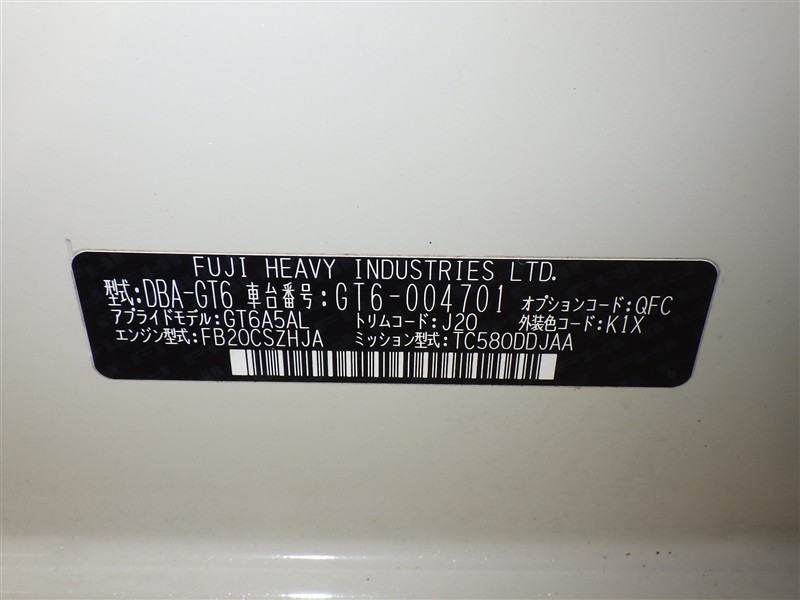 FUJI HEAVY INDUSTRIES LTD.
型式:DBA-GT6 車台番号:GT6-004701 オプションコード:QFC
アプライドモデル:GT6A5AL トリムコード:J20 外装色コード:K1X
エンジン型式:FB20CSZHJA ミッション型式:TC580DDJAA